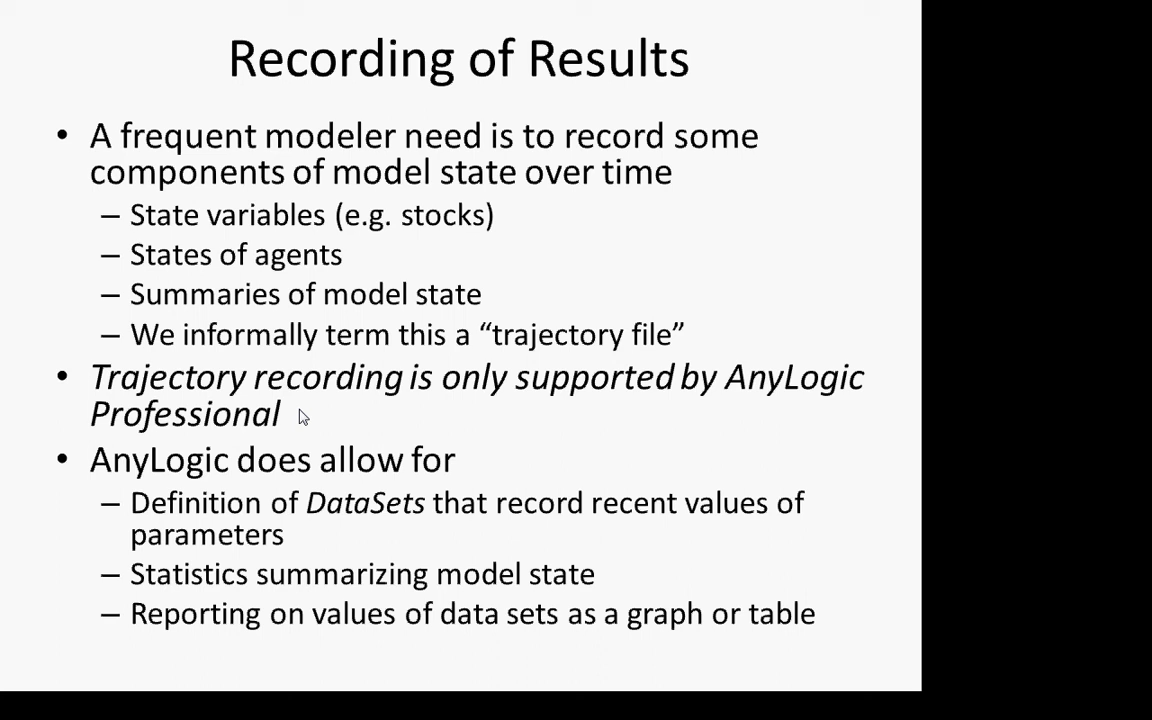 Recording of Results
• A frequent modeler need is to record some
components of model state over time
– State variables (e.g. stocks)
– States of agents
– Summaries of model state
– We informally term this a “trajectory file”
• Trajectory recording is only supported by AnyLogic
Professional
• AnyLogic does allow for
– Definition of DataSets that record recent values of
parameters
– Statistics summarizing model state
– Reporting on values of data sets as a graph or table